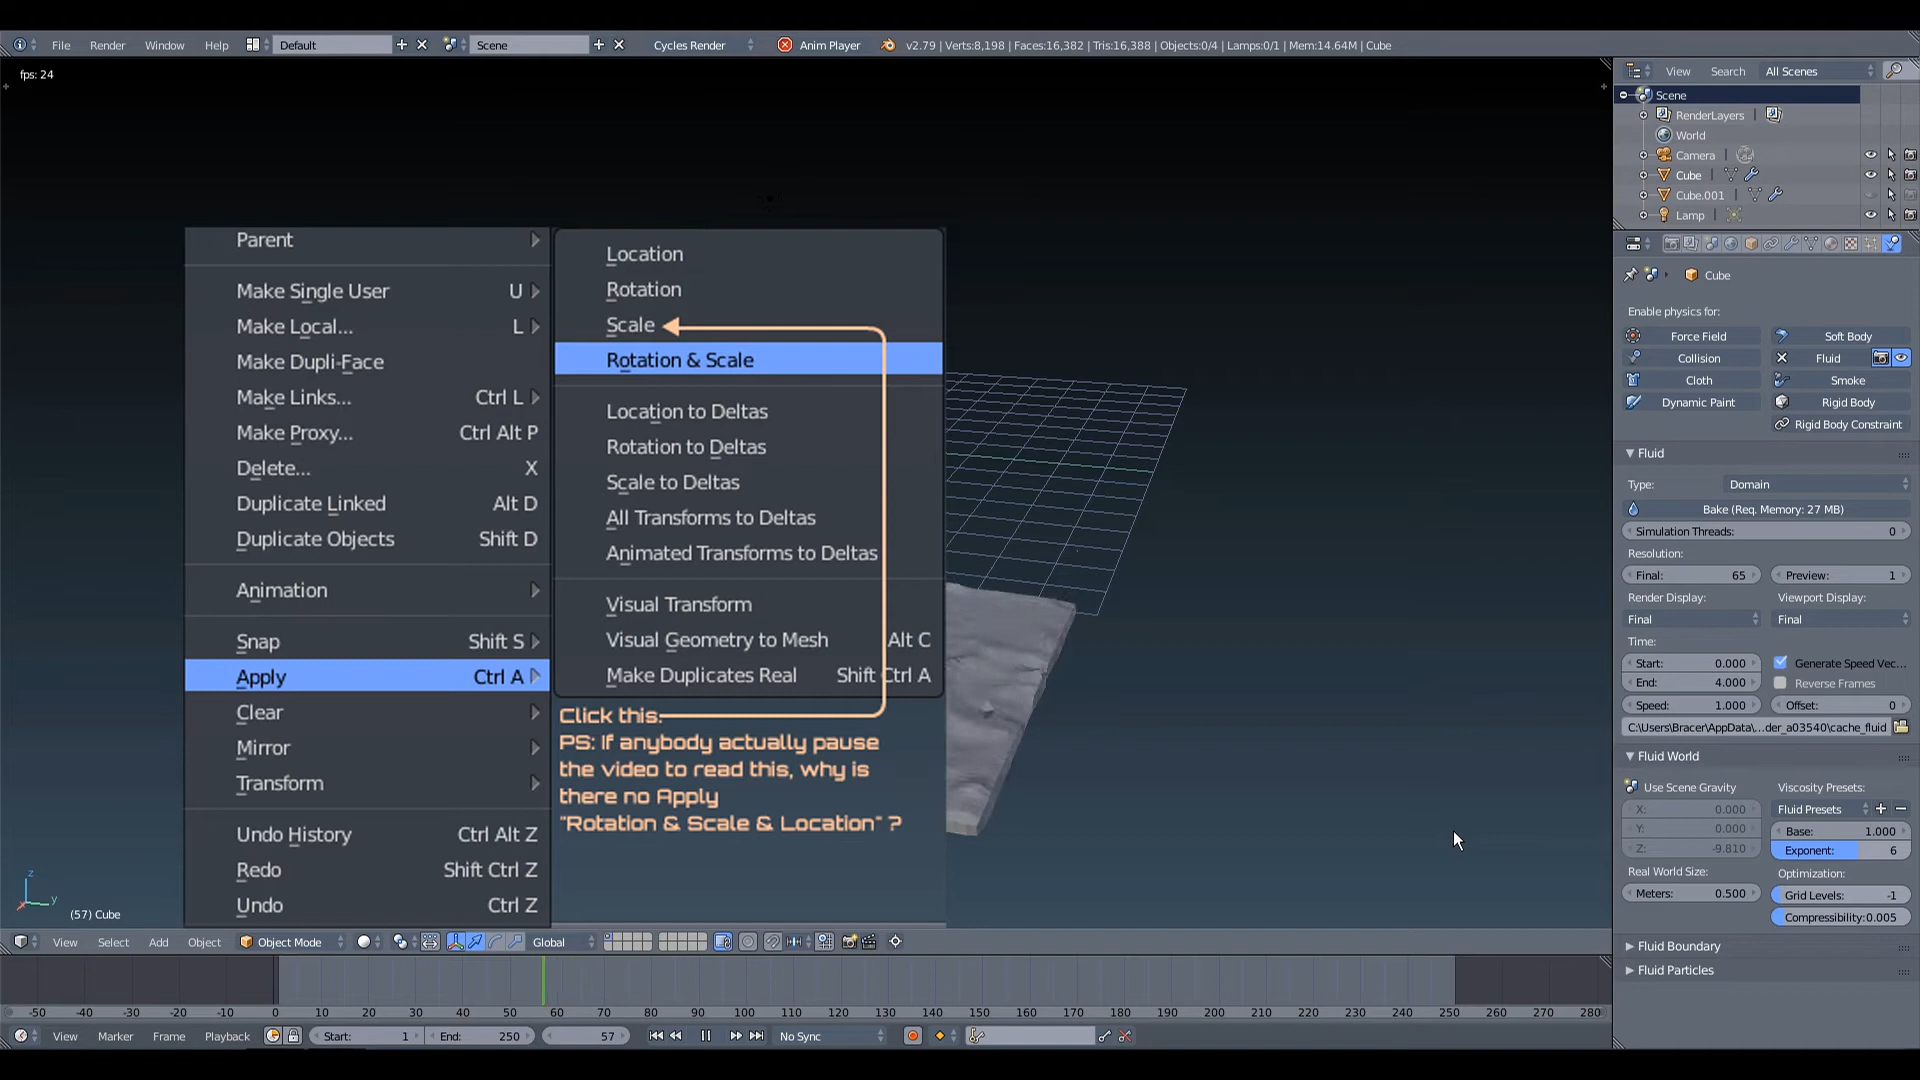 File Render Window Help Default Scene Cycles Render Anim Player v2.79 | Verts:8,198 | Faces:16,382 | Tris:16,388 | Objects:0/4 | Lamps:0/1 | Mem:14.64M | Cube
fps: 24
Parent
Make Single User U
Make Local... L
Make Dupli-Face
Make Links... Ctrl L
Make Proxy... Ctrl Alt P
Delete... X
Duplicate Linked Alt D
Duplicate Objects Shift D
Animation
Snap Shift S
Apply Ctrl A
Clear
Mirror
Transform
Undo History Ctrl Alt Z
Redo Shift Ctrl Z
Undo Ctrl Z
Location
Rotation
Scale
Rotation & Scale
Location to Deltas
Rotation to Deltas
Scale to Deltas
All Transforms to Deltas
Animated Transforms to Deltas
Visual Transform
Visual Geometry to Mesh Alt C
Make Duplicates Real Shift Ctrl A
Click this.
PS: If anybody actually pause
the video to read this, why is
there no Apply
"Rotation & Scale & Location" ?
z
y
x
(57) Cube
View Select Add Object Object Mode Global
-50 -40 -30 -20 -10 0 10 20 30 40 50 60 70 80 90 100 110 120 130 140 150 160 170 180 190 200 210 220 230 240 250 260 270 280
View Marker Frame Playback Start: 1 End: 250 57 No Sync
View Search All Scenes
Scene
RenderLayers |
World
Camera |
Cube |
Cube.001 |
Lamp |
Cube
Enable physics for:
Force Field Soft Body
Collision Fluid
Cloth Smoke
Dynamic Paint Rigid Body
Rigid Body Constraint
Fluid
Type: Domain
Bake (Req. Memory: 27 MB)
Simulation Threads: 0
Resolution:
Final: 65 Preview: 1
Render Display: Viewport Display:
Final Final
Time:
Start: 0.000 Generate Speed Vec...
End: 4.000 Reverse Frames
Speed: 1.000 Offset: 0
C:\Users\Bracer\AppData\...der_a03540\cache_fluid
Fluid World
Use Scene Gravity Viscosity Presets:
X: 0.000 Fluid Presets
Y: 0.000 Base: 1.000
Z: -9.810 Exponent: 6
Real World Size: Optimization:
Meters: 0.500 Grid Levels: -1
Compressibility:0.005
Fluid Boundary
Fluid Particles